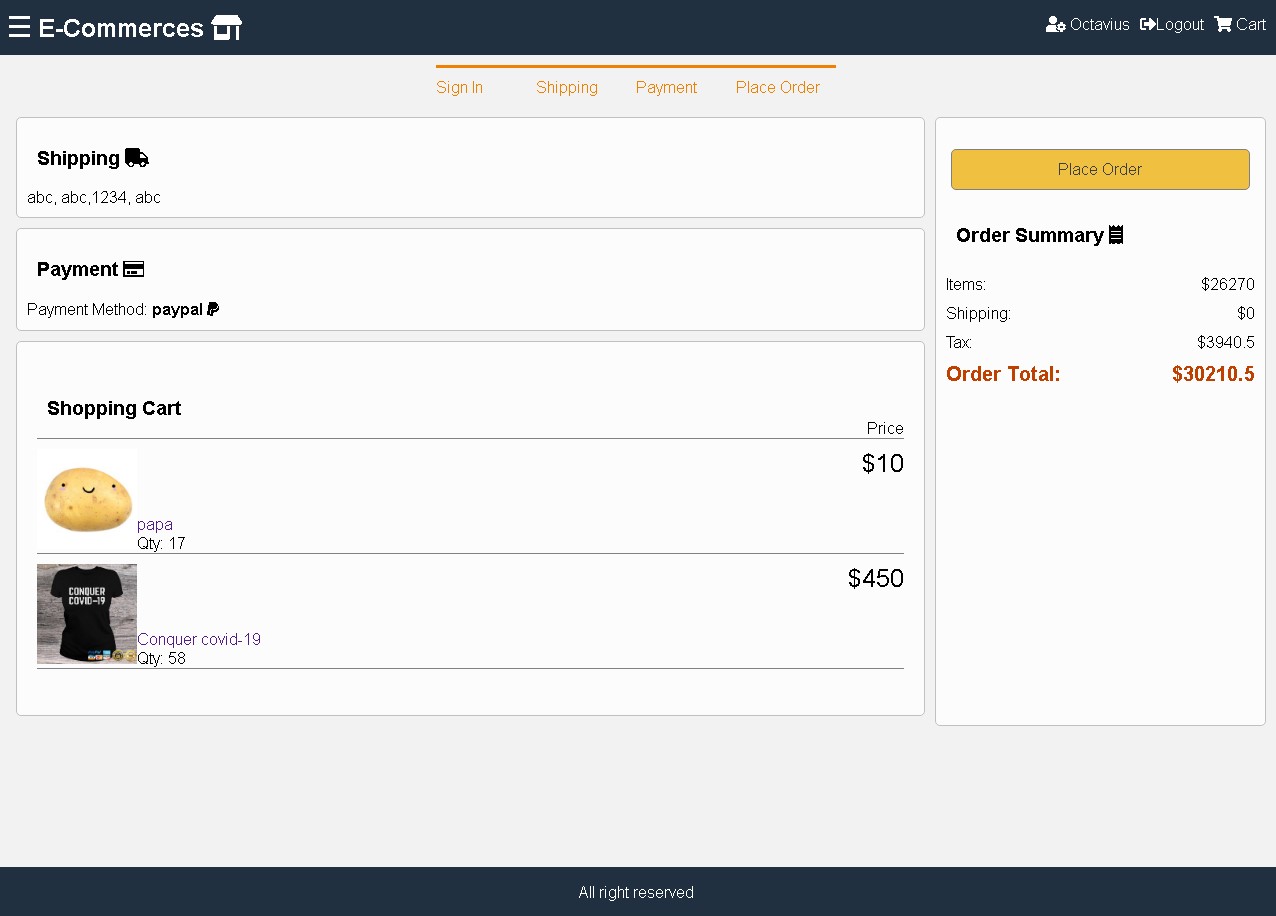 ☰ E-Commerces
Octavius Logout Cart
Sign In Shipping Payment Place Order
Shipping
abc, abc,1234, abc
Payment
Payment Method: paypal
Shopping Cart
Price
$10
papa
Qty: 17
CONQUER
COVID-19
$450
Conquer covid-19
Qty: 58
Place Order
Order Summary
Items: $26270
Shipping: $0
Tax: $3940.5
Order Total: $30210.5
All right reserved